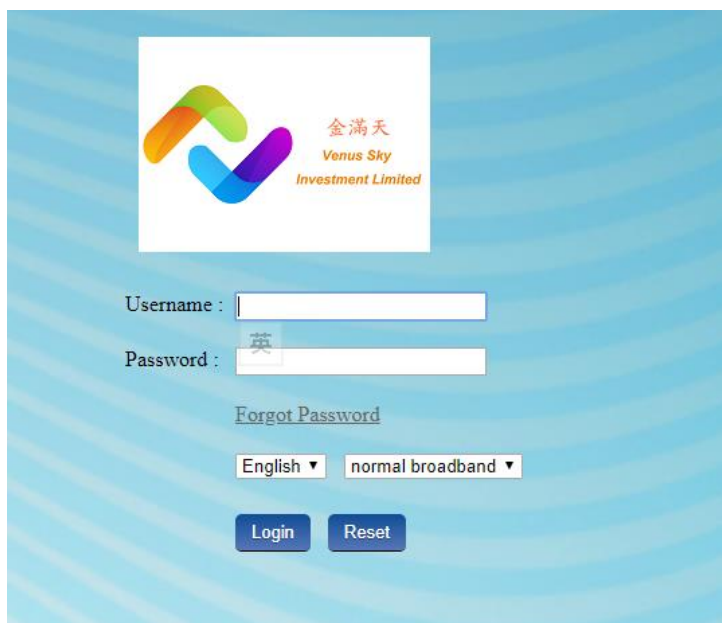 金滿天
Venus Sky
Investment Limited
Username :
英
Password :
Forgot Password
English ▼ normal broadband ▼
Login Reset